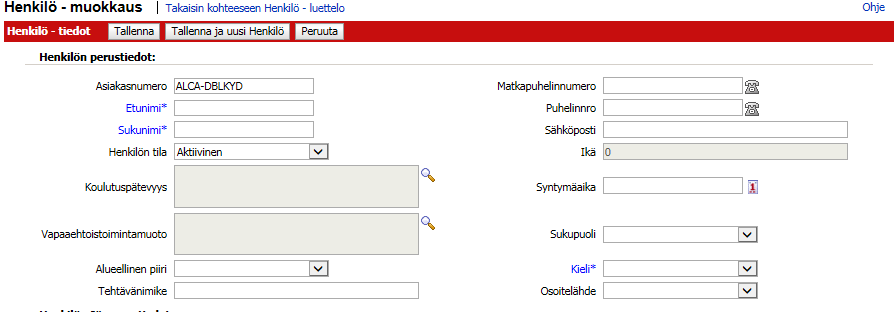 Henkilö - muokkaus | Takaisin kohteeseen Henkilö - luettelo Ohje
Henkilö - tiedot Tallenna Tallenna ja uusi Henkilö Peruuta
Henkilön perustiedot:
Asiakasnumero ALCA-DBLKYD Matkapuhelinnumero
Etunimi* Puhelinnro
Sukunimi* Sähköposti
Henkilön tila Aktiivinen Ikä 0
Koulutuspätevyys Syntymäaika 1
Vapaaehtoistoimintamuoto Sukupuoli
Alueellinen piiri Kieli*
Tehtävänimike Osoitelähde